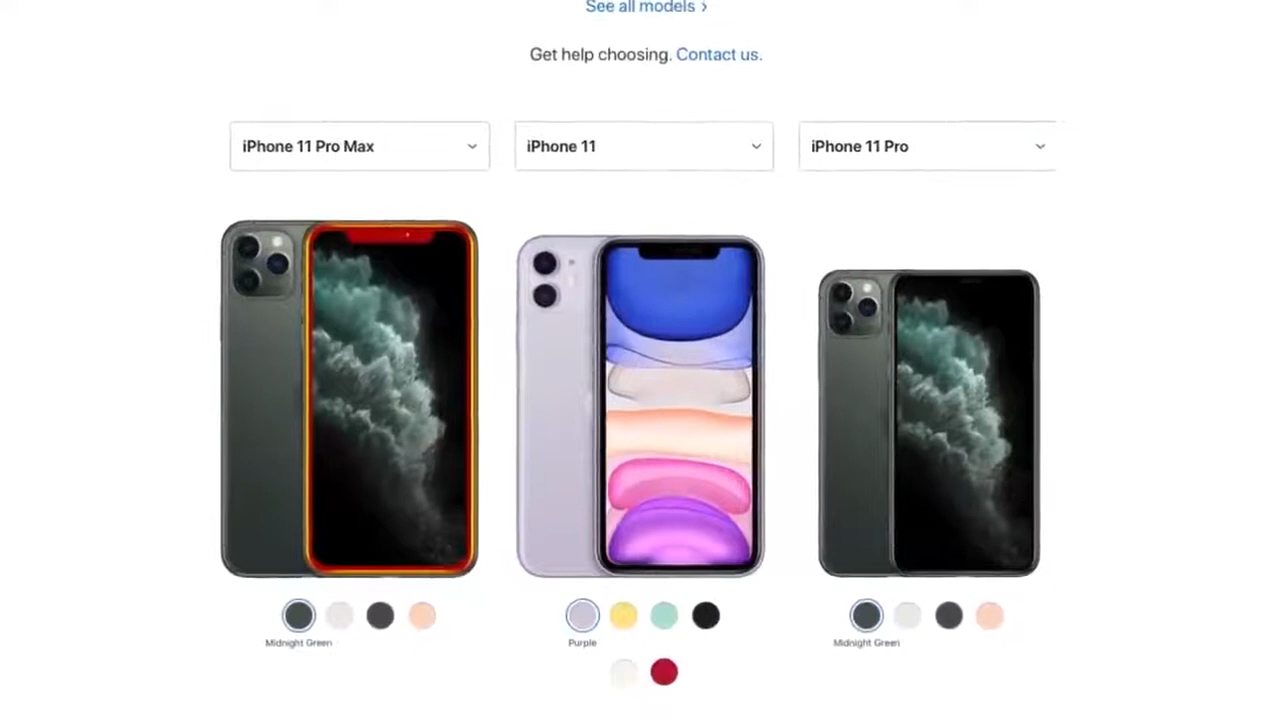 See all models ›
Get help choosing. Contact us.
iPhone 11 Pro Max
iPhone 11
iPhone 11 Pro
Midnight Green
Purple
Midnight Green